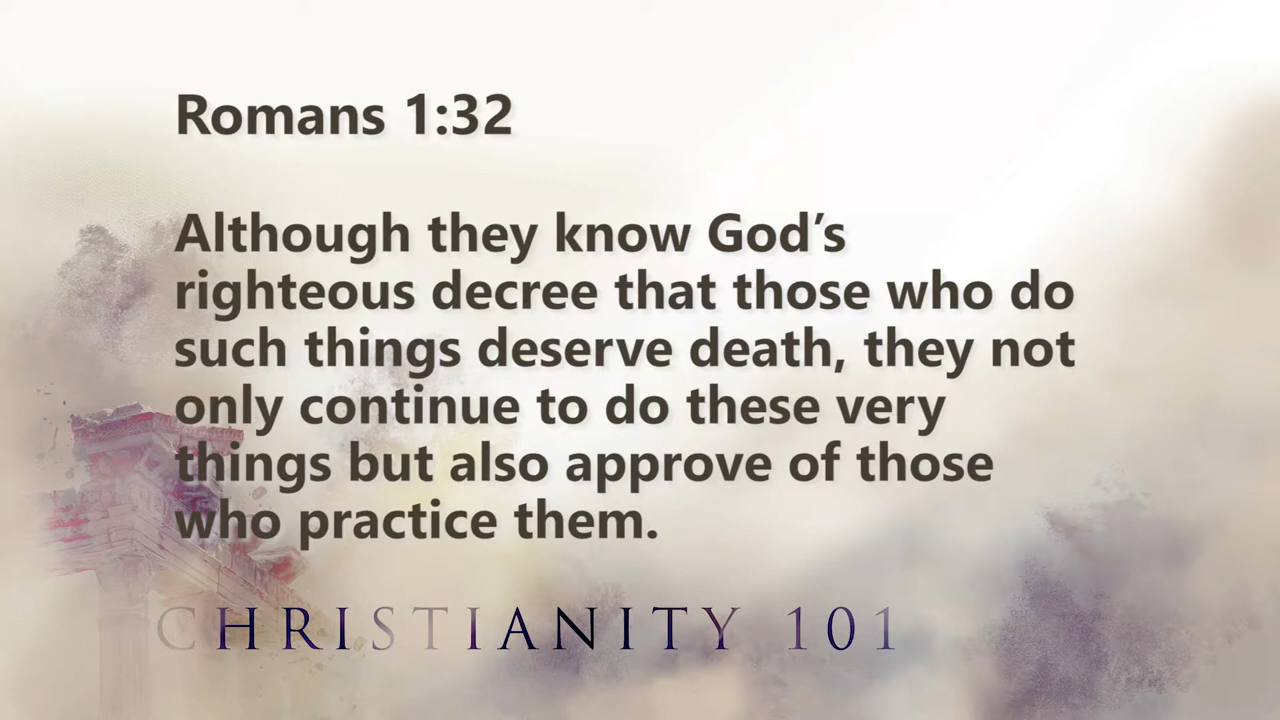 Romans 1:32
Although they know God’s
righteous decree that those who do
such things deserve death, they not
only continue to do these very
things but also approve of those
who practice them.
CHRISTIANITY 101